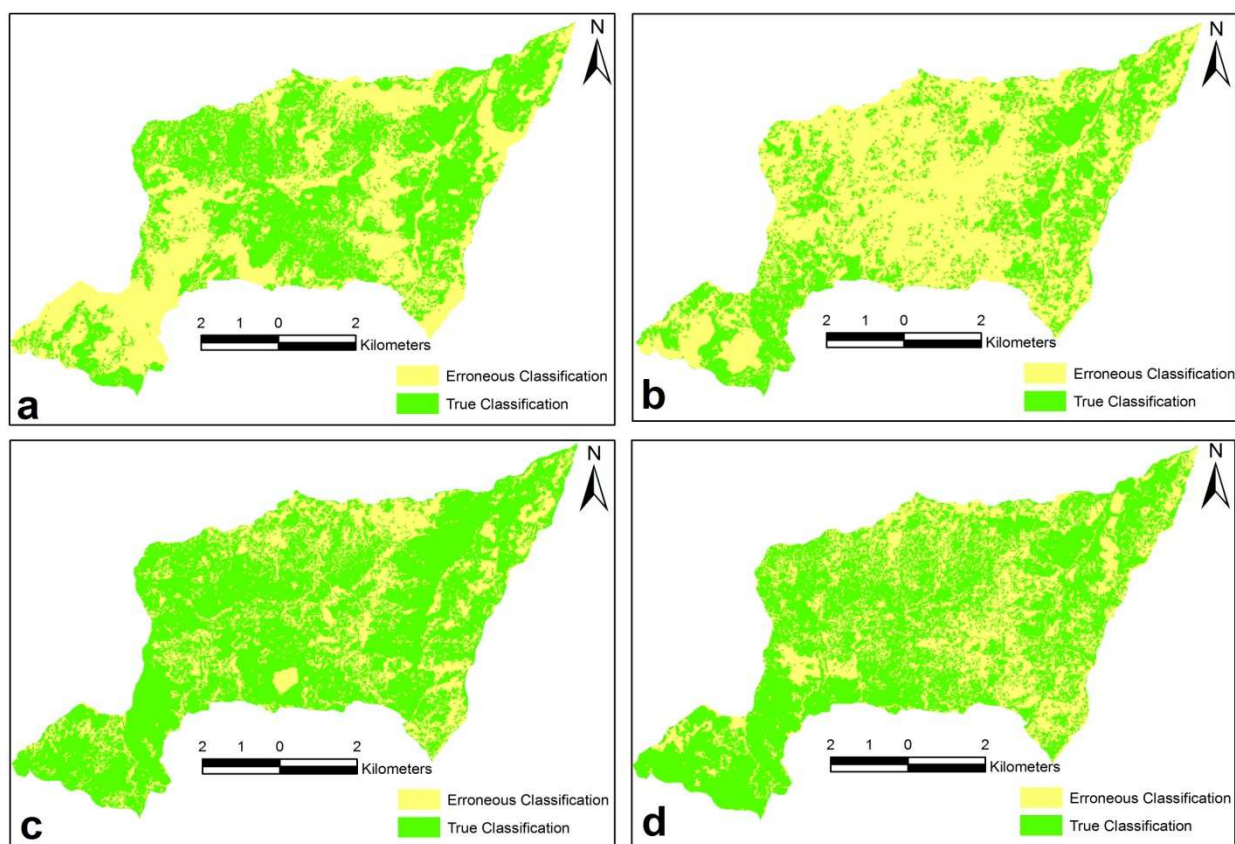 N
2 1 0 2
Kilometers
Erroneous Classification
True Classification
a
N
2 1 0 2
Kilometers
Erroneous Classification
True Classification
b
N
2 1 0 2
Kilometers
Erroneous Classification
True Classification
c
N
2 1 0 2
Kilometers
Erroneous Classification
True Classification
d